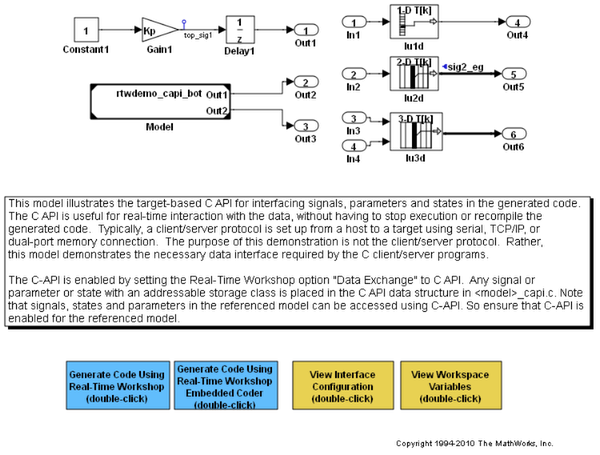 1
Constant1
Kp
Gain1
top_sig1
1
z
Delay1
1
Out1
rtwdemo_capi_bot
Out1
Out2
Model
2
Out2
3
Out3
1
In1
1-D T[k]
lu1d
4
Out4
2
In2
2-D T[k]
lu2d
sig2_eg
5
Out5
3
In3
4
In4
3-D T[k]
lu3d
6
Out6
This model illustrates the target-based C API for interfacing signals, parameters and states in the generated code.
The C API is useful for real-time interaction with the data, without having to stop execution or recompile the
generated code.  Typically, a client/server protocol is set up from a host to a target using serial, TCP/IP, or
dual-port memory connection.  The purpose of this demonstration is not the client/server protocol.  Rather,
this model demonstrates the necessary data interface required by the C client/server programs.
The C-API is enabled by setting the Real-Time Workshop option "Data Exchange" to C API.  Any signal or
parameter or state with an addressable storage class is placed in the C API data structure in <model>_capi.c. Note
that signals, states and parameters in the referenced model can be accessed using C-API. So ensure that C-API is
enabled for the referenced model.
Generate Code Using
Real-Time Workshop
(double-click)
Generate Code Using
Real-Time Workshop
Embedded Coder
(double-click)
View Interface
Configuration
(double-click)
View Workspace
Variables
(double-click)
Copyright 1994-2010 The MathWorks, Inc.